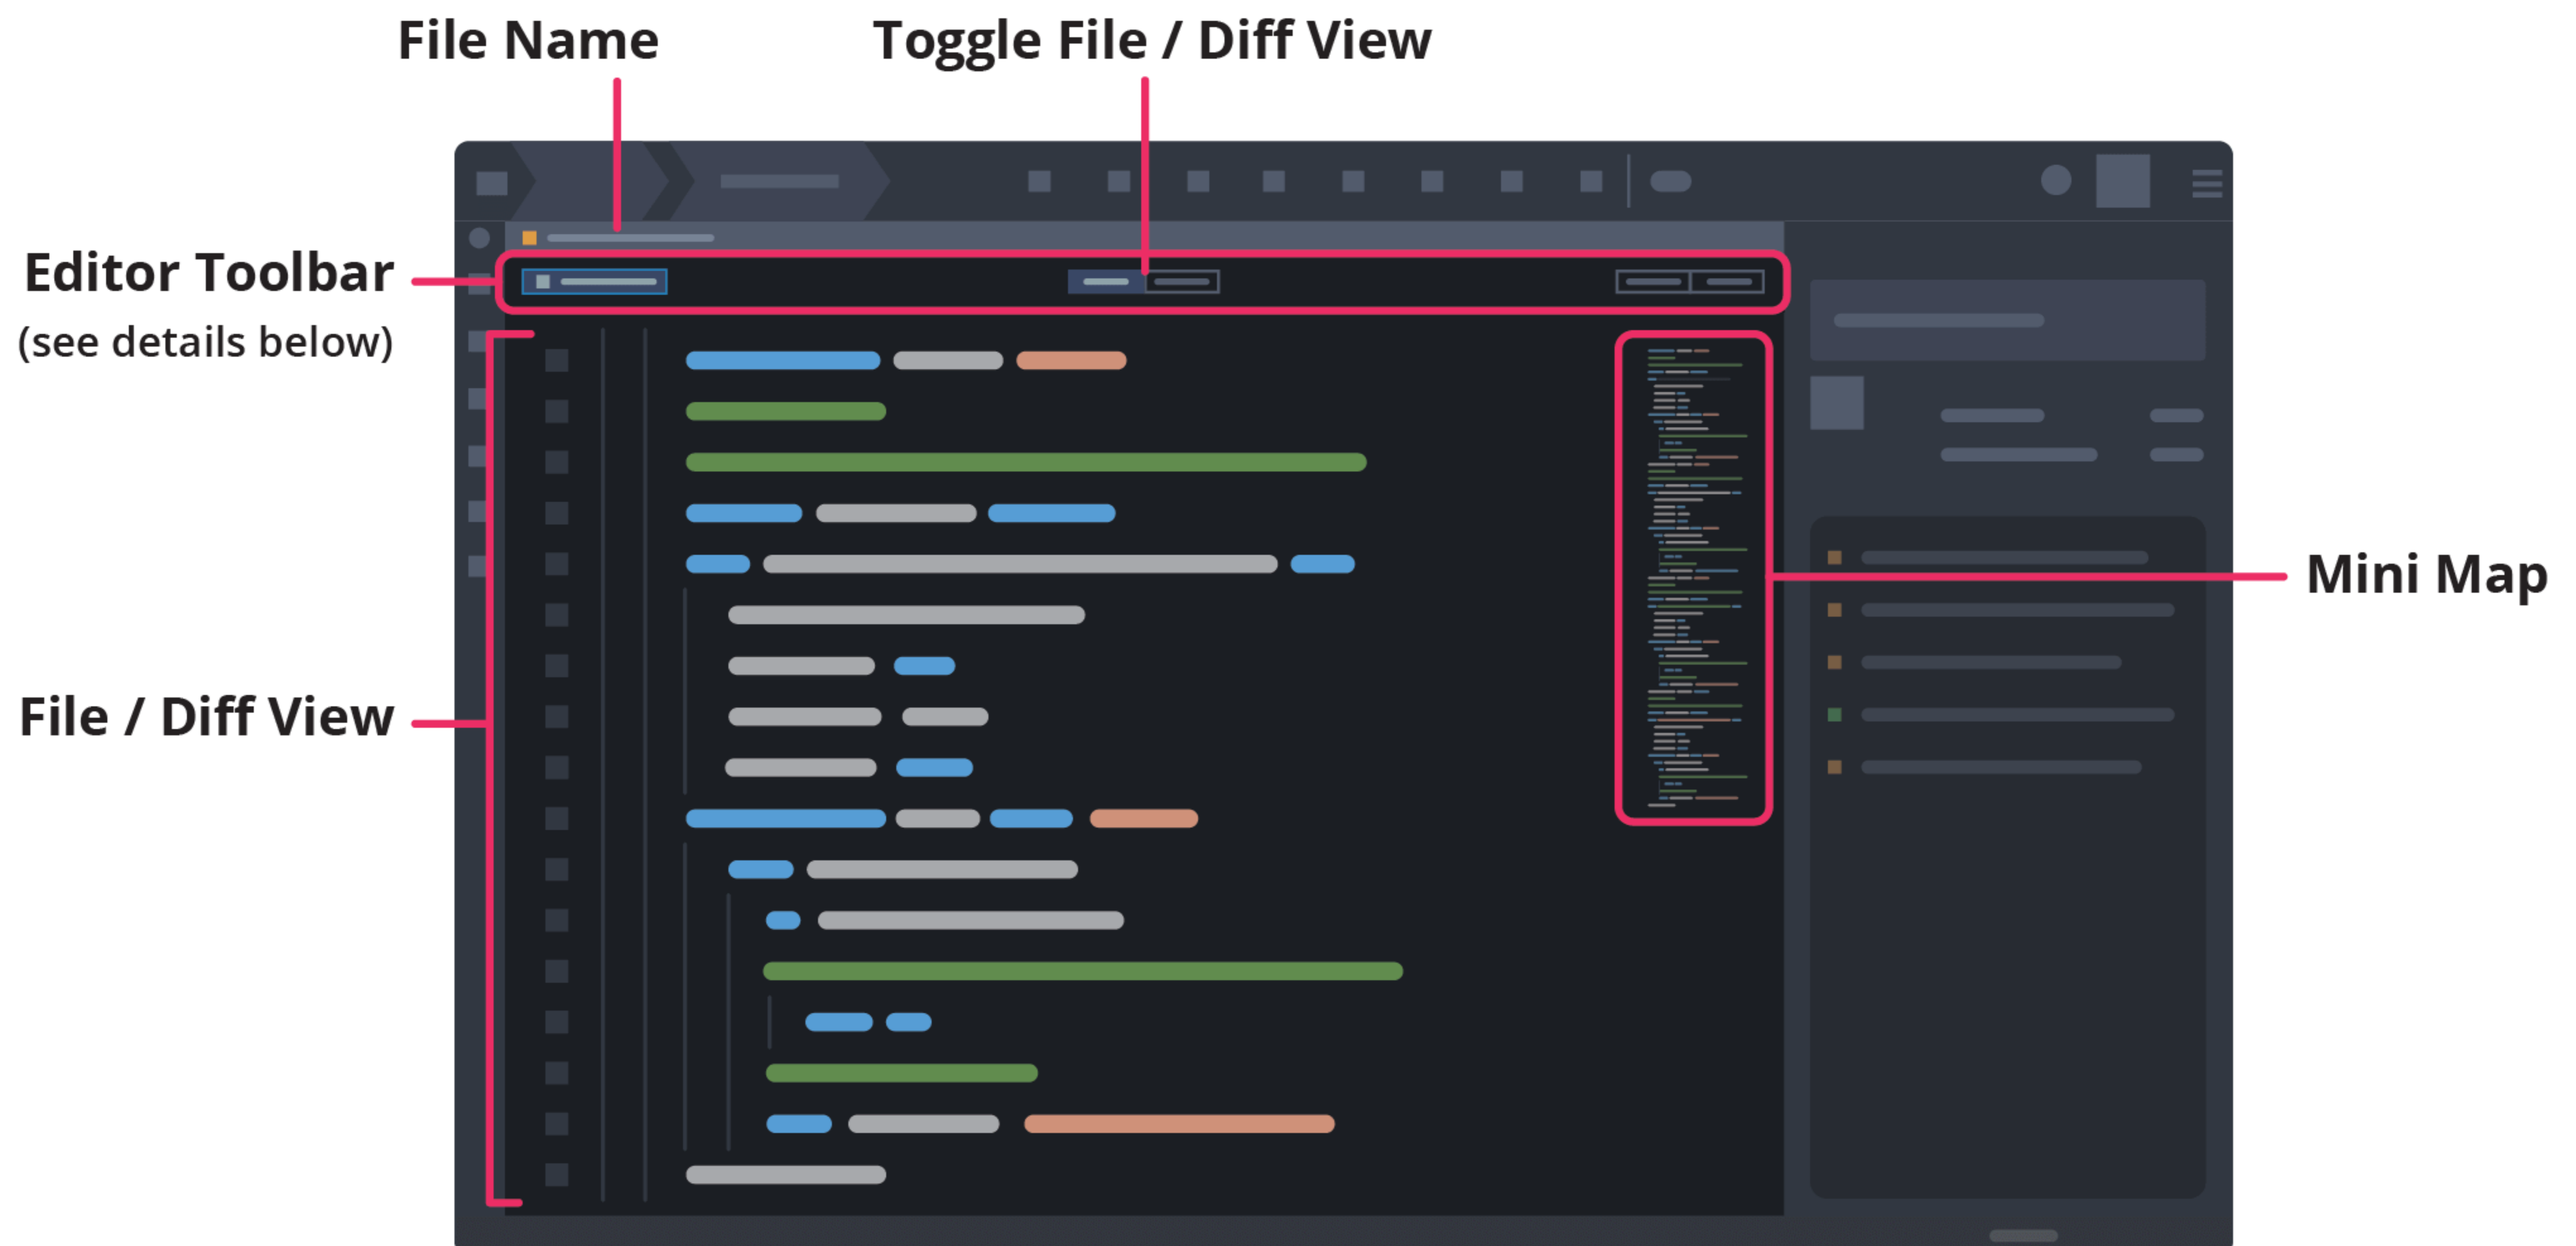 File Name
Toggle File / Diff View
Editor Toolbar
(see details below)
Mini Map
File / Diff View